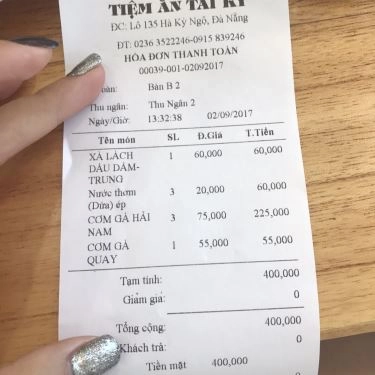 TIỆM ĂN TÀI KÝ
ĐC: Lô 135 Hà Kỳ Ngộ, Đà Nẵng
ĐT: 0236 3522246-0915 839246
HÓA ĐƠN THANH TOÁN
00039-001-02092017
Bàn B 2
Thu ngân: Thu Ngân 2
Ngày/Giờ: 13:32:38 02/09/2017
Tên món SL Đ.Giá T.Tiền
XÀ LÁCH 1 60,000 60,000
DẦU DẤM-
TRỨNG
Nước thơm 3 20,000 60,000
(Dứa) ép
CƠM GÀ HẢI 3 75,000 225,000
NAM
CƠM GÀ 1 55,000 55,000
QUAY
Tạm tính: 400,000
Giảm giá: 0
Tổng cộng: 400,000
Khách trả: 0
Tiền mặt 400,000